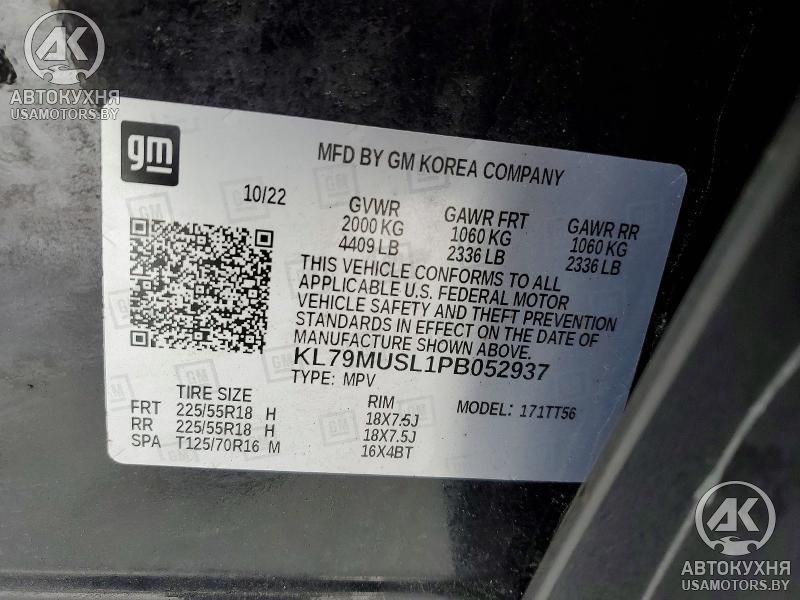 AK
АВТОКУХНЯ
USAMOTORS.BY
gm
MFD BY GM KOREA COMPANY
10/22
GVWR GAWR FRT GAWR RR
2000 KG 1060 KG 1060 KG
4409 LB 2336 LB 2336 LB
THIS VEHICLE CONFORMS TO ALL
APPLICABLE U.S. FEDERAL MOTOR
VEHICLE SAFETY AND THEFT PREVENTION
STANDARDS IN EFFECT ON THE DATE OF
MANUFACTURE SHOWN ABOVE.
KL79MUSL1PB052937
TYPE: MPV
TIRE SIZE RIM MODEL: 171TT56
FRT 225/55R18 H 18X7.5J
RR 225/55R18 H 18X7.5J
SPA T125/70R16 M 16X4BT
AK
АВТОКУХНЯ
USAMOTORS.BY